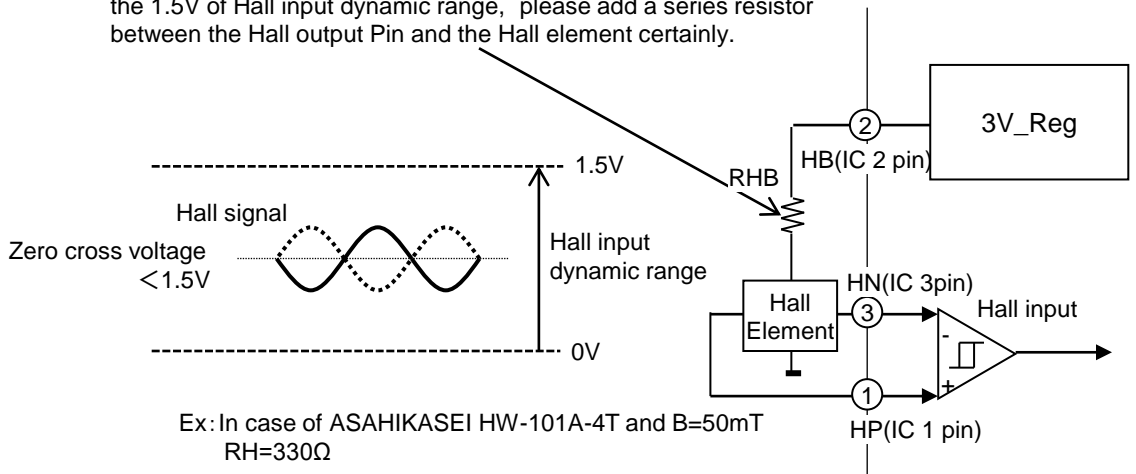 the 1.5V of Hall input dynamic range, please add a series resistor
between the Hall output Pin and the Hall element certainly.
2
3V_Reg
HB(IC 2 pin)
1.5V
RHB
Hall signal
Zero cross voltage
<1.5V
Hall input
dynamic range
HN(IC 3pin)
Hall
Element
3
Hall input
-
0V
+
1
Ex:In case of ASAHIKASEI HW-101A-4T and B=50mT
RH=330Ω
HP(IC 1 pin)